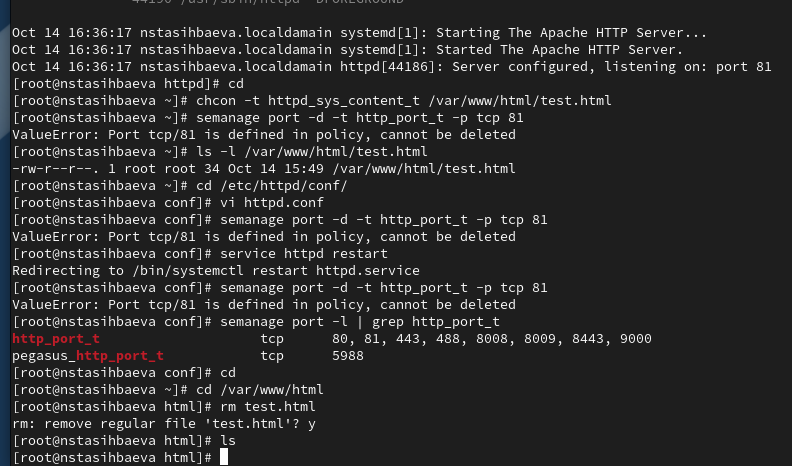 44190 /usr/sbin/httpd -DFOREGROUND
Oct 14 16:36:17 nstasihbaeva.localdamain systemd[1]: Starting The Apache HTTP Server...
Oct 14 16:36:17 nstasihbaeva.localdamain systemd[1]: Started The Apache HTTP Server.
Oct 14 16:36:17 nstasihbaeva.localdamain httpd[44186]: Server configured, listening on: port 81
[root@nstasihbaeva httpd]# cd
[root@nstasihbaeva ~]# chcon -t httpd_sys_content_t /var/www/html/test.html
[root@nstasihbaeva ~]# semanage port -d -t http_port_t -p tcp 81
ValueError: Port tcp/81 is defined in policy, cannot be deleted
[root@nstasihbaeva ~]# ls -l /var/www/html/test.html
-rw-r--r--. 1 root root 34 Oct 14 15:49 /var/www/html/test.html
[root@nstasihbaeva ~]# cd /etc/httpd/conf/
[root@nstasihbaeva conf]# vi httpd.conf
[root@nstasihbaeva conf]# semanage port -d -t http_port_t -p tcp 81
ValueError: Port tcp/81 is defined in policy, cannot be deleted
[root@nstasihbaeva conf]# service httpd restart
Redirecting to /bin/systemctl restart httpd.service
[root@nstasihbaeva conf]# semanage port -d -t http_port_t -p tcp 81
ValueError: Port tcp/81 is defined in policy, cannot be deleted
[root@nstasihbaeva conf]# semanage port -l | grep http_port_t
http_port_t tcp 80, 81, 443, 488, 8008, 8009, 8443, 9000
pegasus_http_port_t tcp 5988
[root@nstasihbaeva conf]# cd
[root@nstasihbaeva ~]# cd /var/www/html
[root@nstasihbaeva html]# rm test.html
rm: remove regular file 'test.html'? y
[root@nstasihbaeva html]# ls
[root@nstasihbaeva html]#